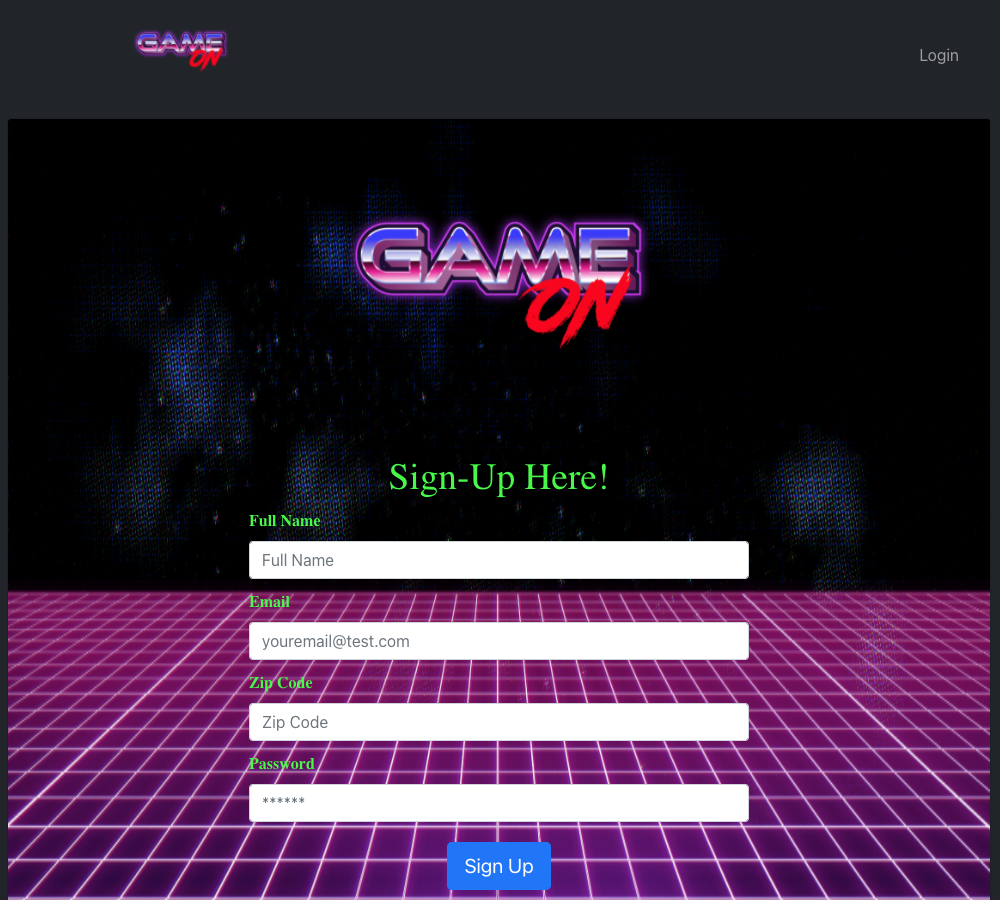 GAME
ON
Login
GAME
ON
Sign-Up Here!
Full Name
Full Name
Email
youremail@test.com
Zip Code
Zip Code
Password
******
Sign Up